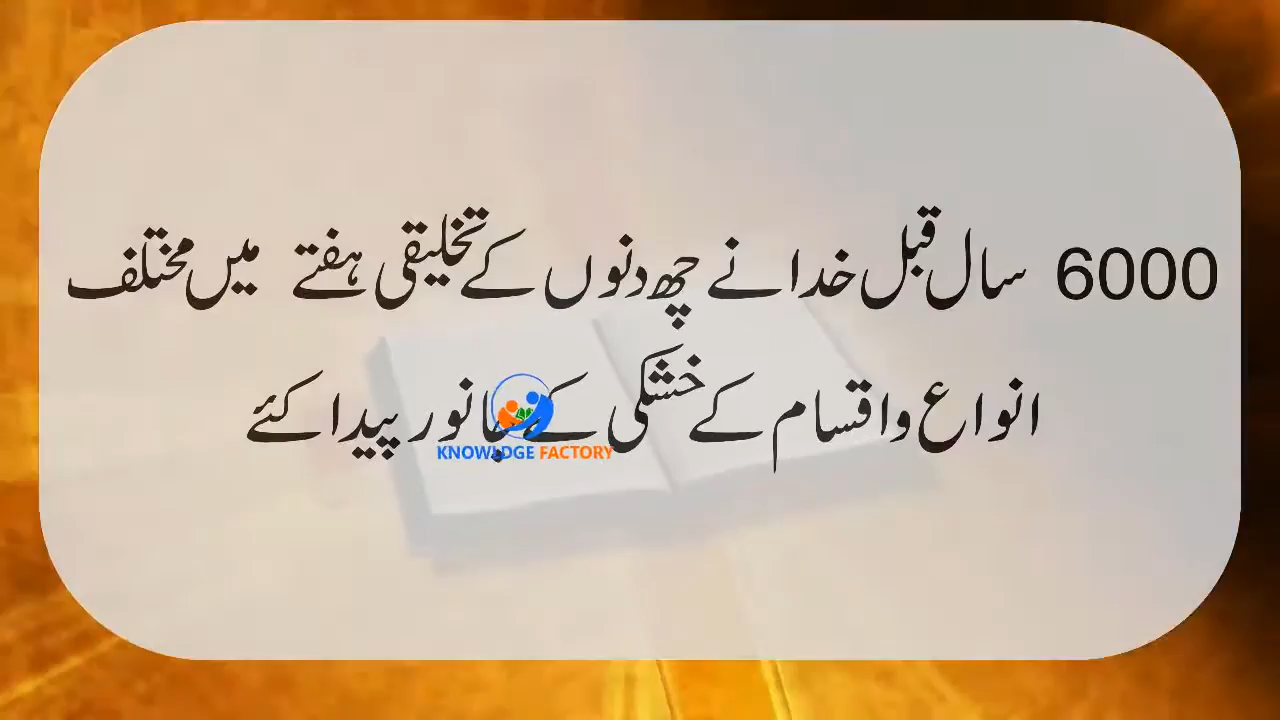 6000 سال قبل خدا نے چھ دنوں کے تخلیقی ہفتے میں مختلف
انواع واقسام کے خشکی کے جانور پیدا کئے
KNOWLDGE FACTORY